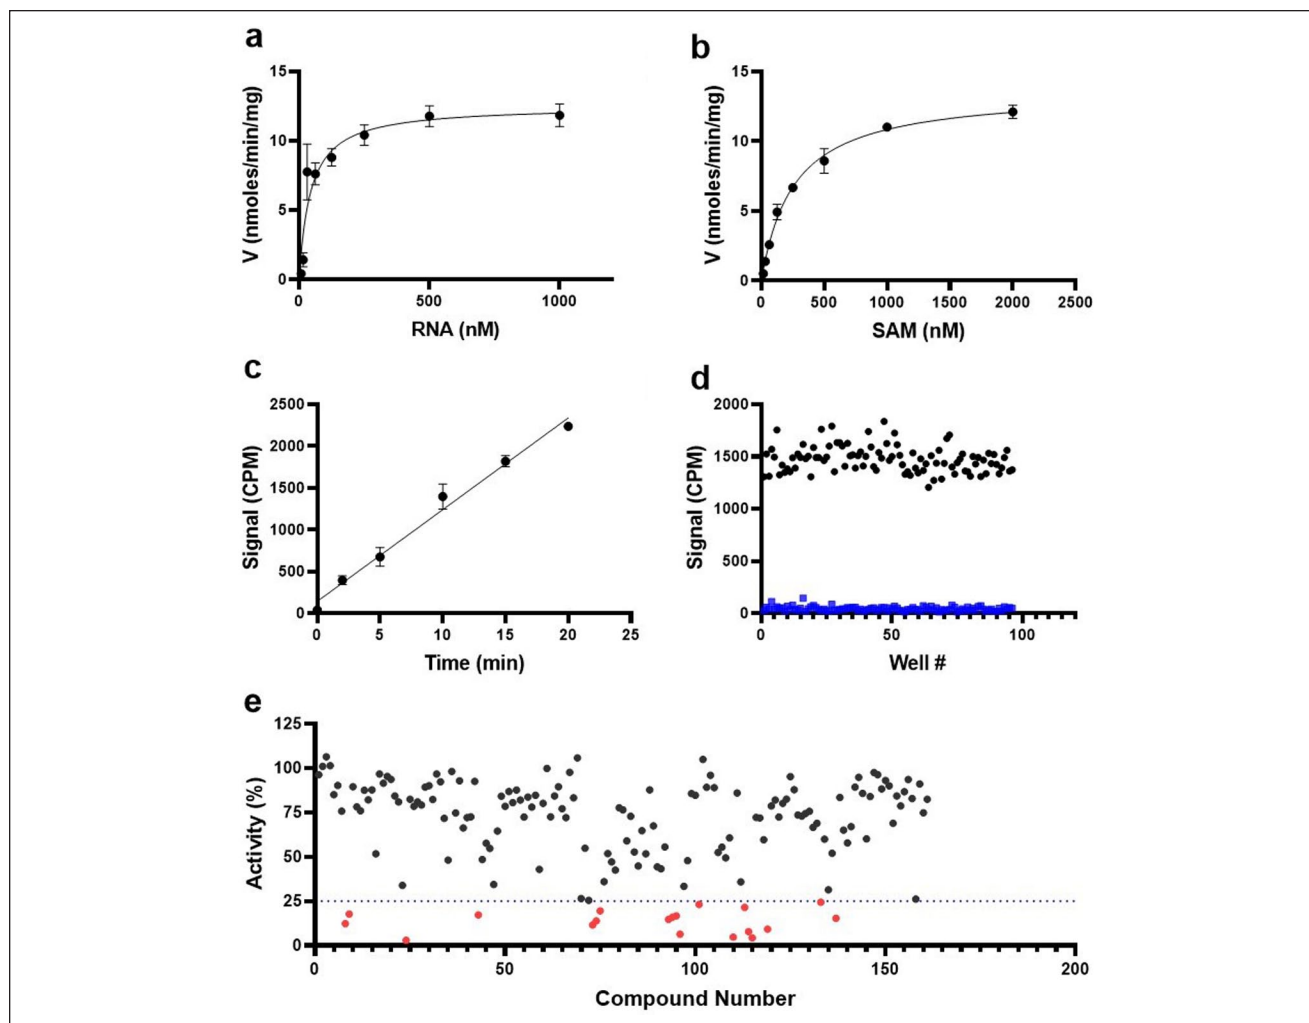 a
15
10
5
0
V (nmoles/min/mg)
0 500 1000
RNA (nM)
b
15
10
5
0
V (nmoles/min/mg)
0 500 1000 1500 2000 2500
SAM (nM)
c
2500
2000
1500
1000
500
0
Signal (CPM)
0 5 10 15 20 25
Time (min)
d
2000
1500
1000
500
0
Signal (CPM)
0 50 100
Well #
e
125
100
75
50
25
0
Activity (%)
0 50 100 150 200
Compound Number